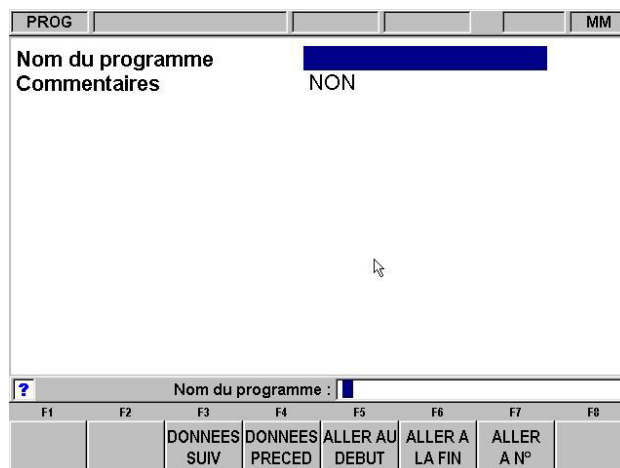 PROG MM
Nom du programme
Commentaires NON
? Nom du programme :
F1 F2 F3 F4 F5 F6 F7 F8
DONNEES DONNEES ALLER AU ALLER A ALLER
SUIV PRECED DEBUT LA FIN A N°